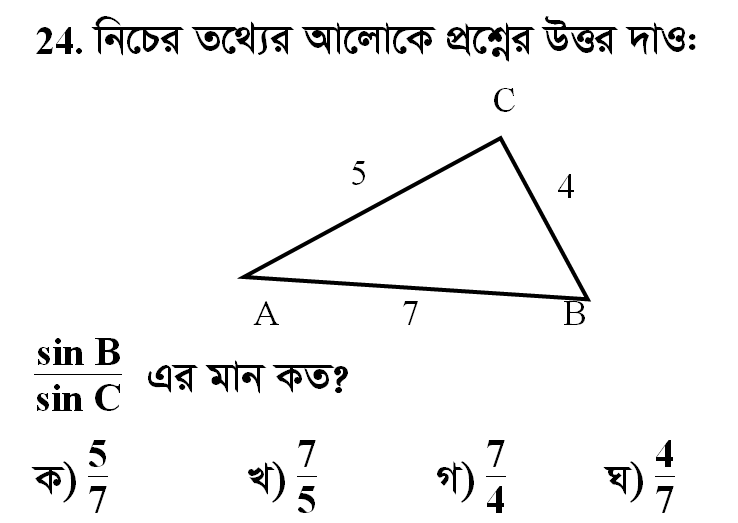 24. নিচের তথ্যের আলোকে প্রশ্নের উত্তর দাওঃ
C
5
4
A
7
B
sin B / sin C এর মান কত?
ক) 5/7 খ) 7/5 গ) 7/4 ঘ) 4/7